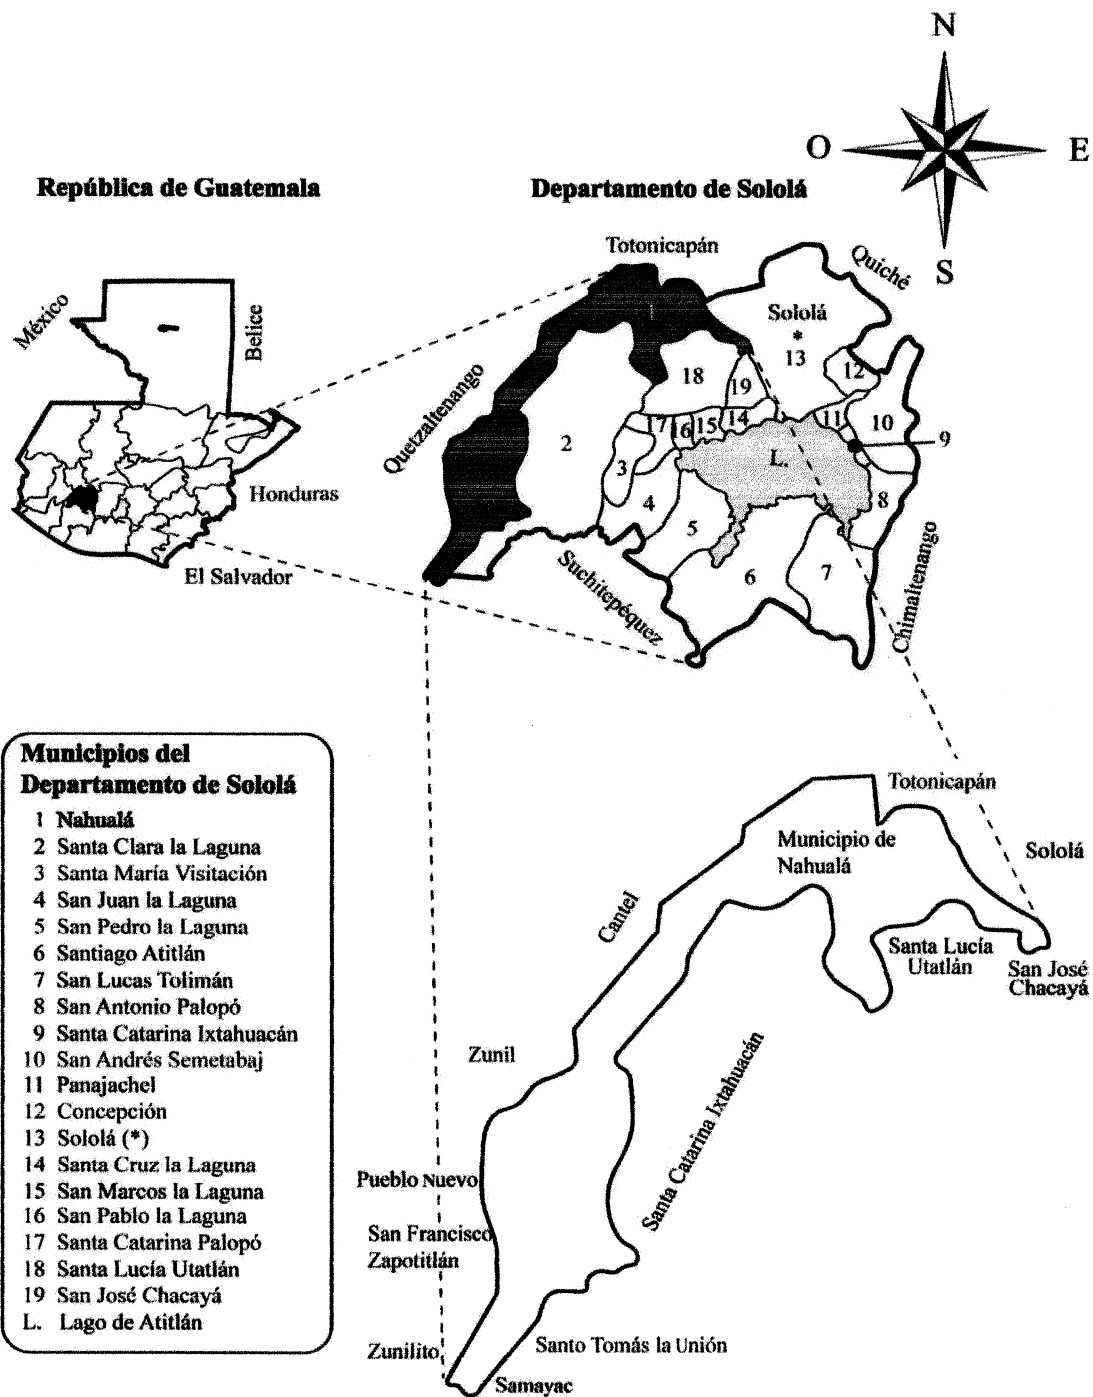 N
O
E
S
República de Guatemala
Departamento de Sololá
México
Belice
Honduras
El Salvador
Totonicapán
Quiché
Quetzaltenango
Suchitepéquez
Chimaltenango
Sololá
*
13
1
2
18
19
12
17
16
15
14
11
10
9
L.
3
4
5
8
6
7
Municipios del
Departamento de Sololá
1 Nahualá
2 Santa Clara la Laguna
3 Santa María Visitación
4 San Juan la Laguna
5 San Pedro la Laguna
6 Santiago Atitlán
7 San Lucas Tolimán
8 San Antonio Palopó
9 Santa Catarina Ixtahuacán
10 San Andrés Semetabaj
11 Panajachel
12 Concepción
13 Sololá (*)
14 Santa Cruz la Laguna
15 San Marcos la Laguna
16 San Pablo la Laguna
17 Santa Catarina Palopó
18 Santa Lucía Utatlán
19 San José Chacayá
L. Lago de Atitlán
Totonicapán
Municipio de
Nahualá
Sololá
Cantel
Santa Lucía
Utatlán
San José
Chacayá
Zunil
Santa Catarina Ixtahuacán
Pueblo Nuevo
San Francisco
Zapotitlán
Zunilito
Santo Tomás la Unión
Samayac